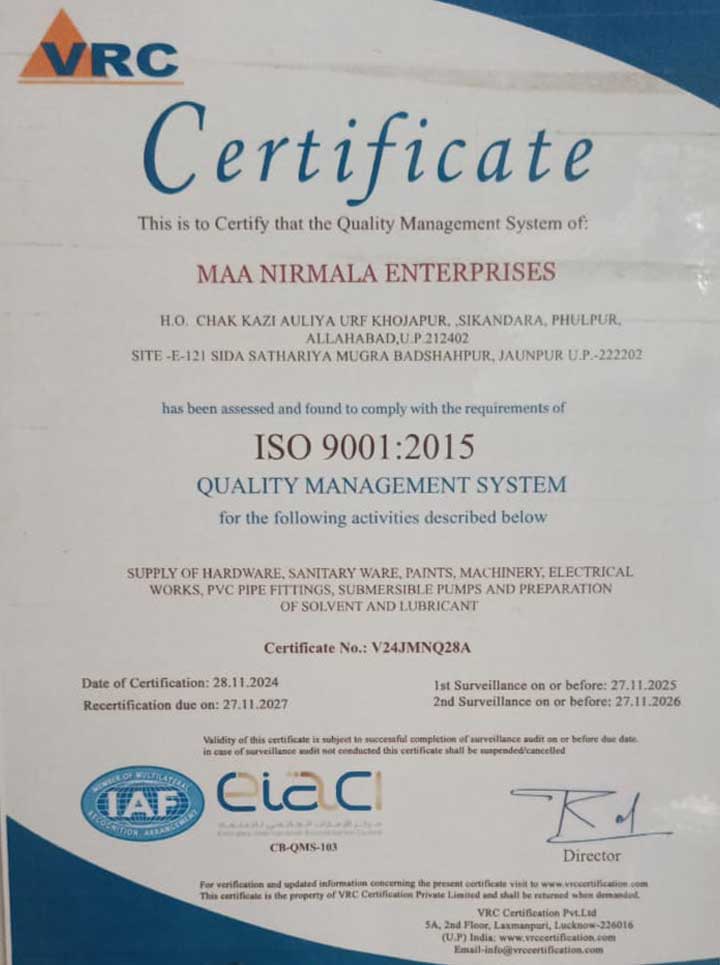 VRC
Certificate
This is to Certify that the Quality Management System of:
MAA NIRMALA ENTERPRISES
H.O. CHAK KAZI AULIYA URF KHOJAPUR, ,SIKANDARA, PHULPUR,
ALLAHABAD,U.P.212402
SITE -E-121 SIDA SATHARIYA MUGRA BADSHAHPUR, JAUNPUR U.P.-222202
has been assessed and found to comply with the requirements of
ISO 9001:2015
QUALITY MANAGEMENT SYSTEM
for the following activities described below
SUPPLY OF HARDWARE, SANITARY WARE, PAINTS, MACHINERY, ELECTRICAL
WORKS, PVC PIPE FITTINGS, SUBMERSIBLE PUMPS AND PREPARATION
OF SOLVENT AND LUBRICANT
Certificate No.: V24JMNQ28A
Date of Certification: 28.11.2024
Recertification due on: 27.11.2027
1st Surveillance on or before: 27.11.2025
2nd Surveillance on or before: 27.11.2026
Validity of this certificate is subject to successful completion of surveillance audit on or before due date.
in case of surveillance audit not conducted this certificate shall be suspended/cancelled
MEMBER OF MULTILATERAL
IAF
RECOGNITION ARRANGEMENT
eiaci
CB-QMS-103
Director
For verification and updated information concerning the present certificate visit to www.vrccertification.com
This certificate is the property of VRC Certification Private Limited and shall be returned when demanded.
VRC Certification Pvt.Ltd
5A, 2nd Floor, Laxmanpuri, Lucknow-226016
(U.P) India: www.vrccertification.com
Email-info@vrccertification.com